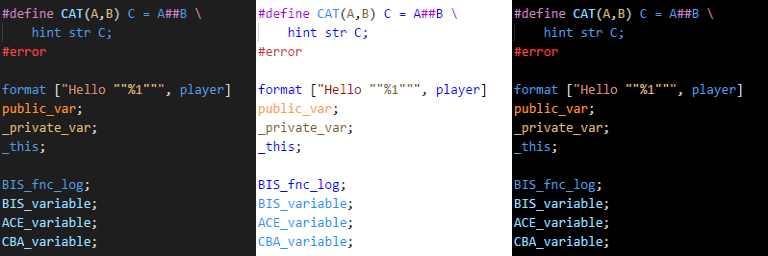 #define CAT(A,B) C = A##B \
    hint str C;
#error

format ["Hello ""%1""", player]
public_var;
_private_var;
_this;

BIS_fnc_log;
BIS_variable;
ACE_variable;
CBA_variable;

#define CAT(A,B) C = A##B \
    hint str C;
#error

format ["Hello ""%1""", player]
public_var;
_private_var;
_this;

BIS_fnc_log;
BIS_variable;
ACE_variable;
CBA_variable;

#define CAT(A,B) C = A##B \
    hint str C;
#error

format ["Hello ""%1""", player]
public_var;
_private_var;
_this;

BIS_fnc_log;
BIS_variable;
ACE_variable;
CBA_variable;